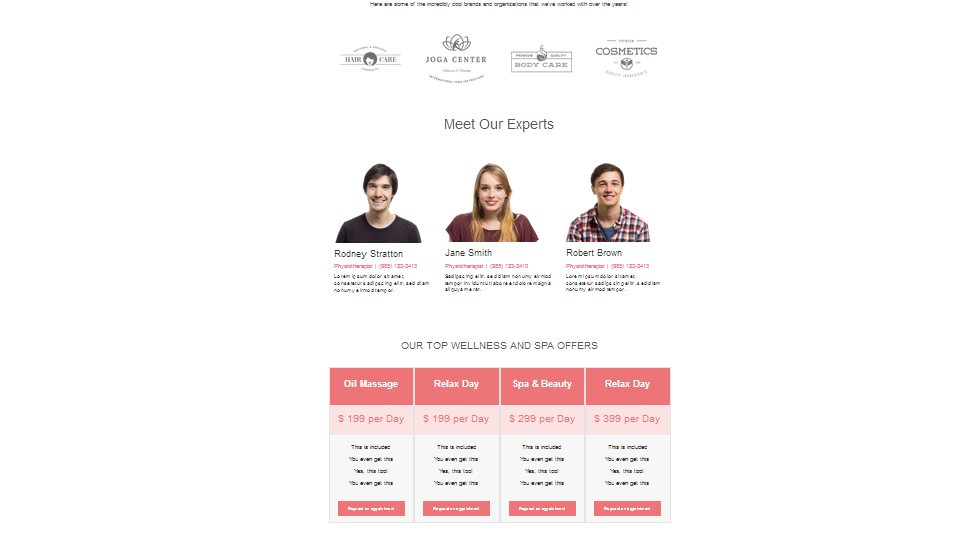 Here are some of the incredibly cool brands and organizations that we've worked with over the years!
NATURAL & ORGANIC
HAIR CARE
PRODUCTS
JOGA CENTER
INTERNATIONAL YOGA INSTRUCTORS
PREMIUM QUALITY
BODY CARE
PREMIUM
COSMETICS
QUALITY INGREDIENTS
Meet Our Experts
Rodney Stratton
Physiotherapist | (955) 123-3410
Lorem ipsum dolor sit amet,
consetetur sadipscing elitr, sed diam
nonumy eirmod tempor.
Jane Smith
Physiotherapist | (955) 123-3410
Sadipscing elitr, sed diam nonumy eirmod
tempor invidunt ut labore et dolore magna
aliquyam erat.
Robert Brown
Physiotherapist | (955) 123-3410
Lorem ipsum dolor sit amet,
consetetur sadipscing elitr, sed diam
nonumy eirmod tempor.
OUR TOP WELLNESS AND SPA OFFERS
Oil Massage
$ 199 per Day
This is included
You even get this
Yes, this too!
You even get this
Request an appointment
Relax Day
$ 199 per Day
This is included
You even get this
Yes, this too!
You even get this
Request an appointment
Spa & Beauty
$ 299 per Day
This is included
You even get this
Yes, this too!
You even get this
Request an appointment
Relax Day
$ 399 per Day
This is included
You even get this
Yes, this too!
You even get this
Request an appointment